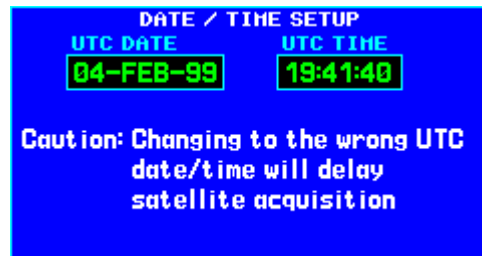 DATE / TIME SETUP
UTC DATE UTC TIME
04-FEB-99 19:41:40
Caution: Changing to the wrong UTC
date/time will delay
satellite acquisition